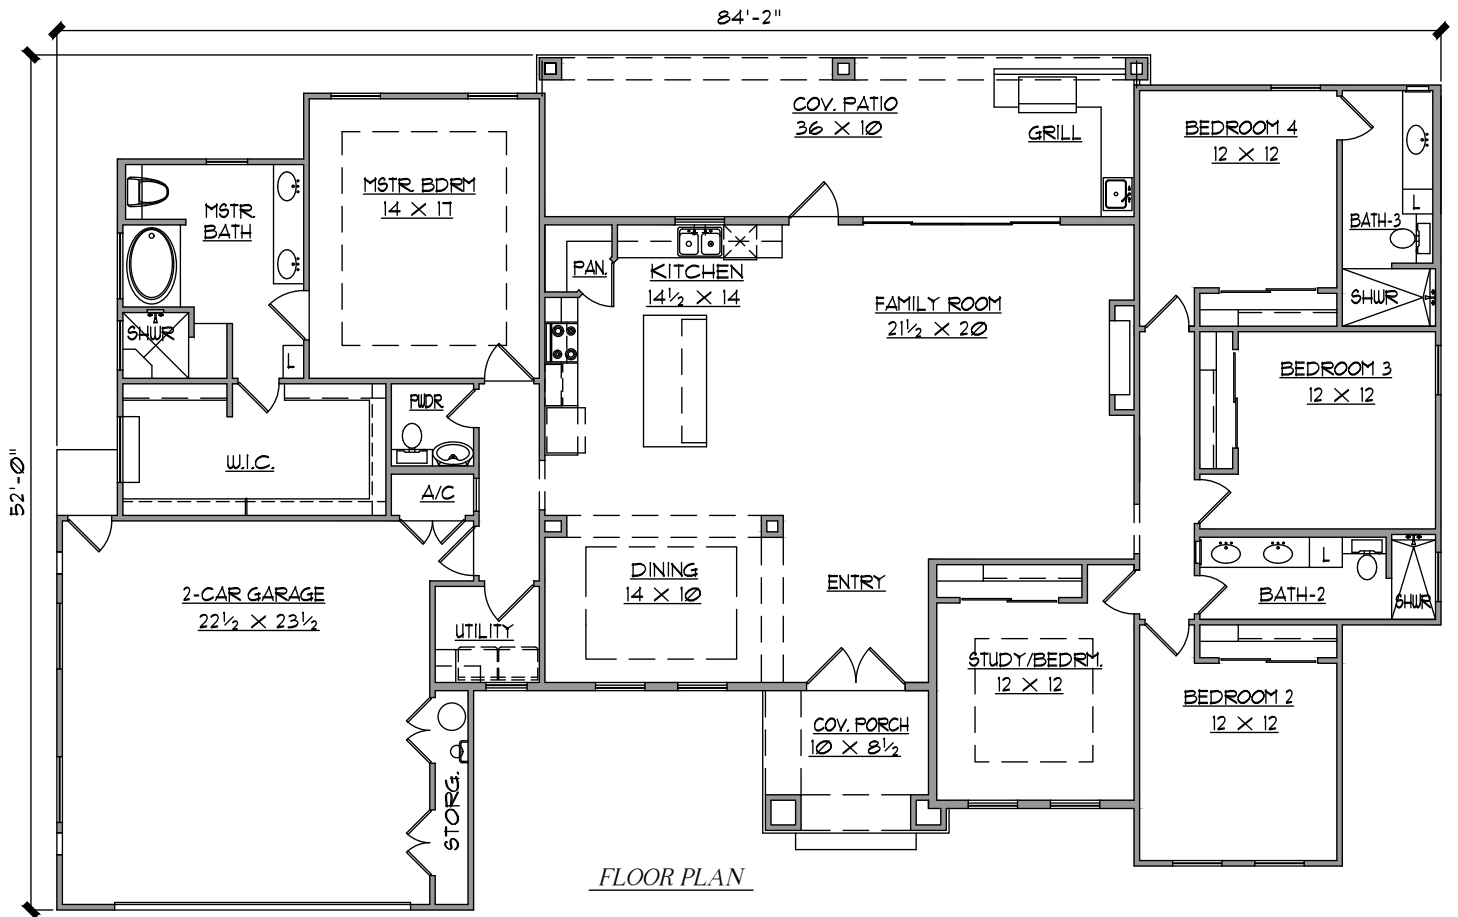 84'-2"
52'-0"
COV. PATIO
36 X 10
GRILL
BEDROOM 4
12 X 12
L
BATH-3
SHWR
MSTR. BDRM
14 X 17
MSTR.
BATH
SHWR
L
PAN.
KITCHEN
14½ X 14
FAMILY ROOM
21½ X 20
BEDROOM 3
12 X 12
PWDR.
W.I.C.
A/C
2-CAR GARAGE
22½ X 23½
UTILITY
DINING
14 X 10
ENTRY
L
BATH-2
SHWR
STUDY/BEDRM.
12 X 12
BEDROOM 2
12 X 12
COV. PORCH
10 X 8½
STORG.
FLOOR PLAN